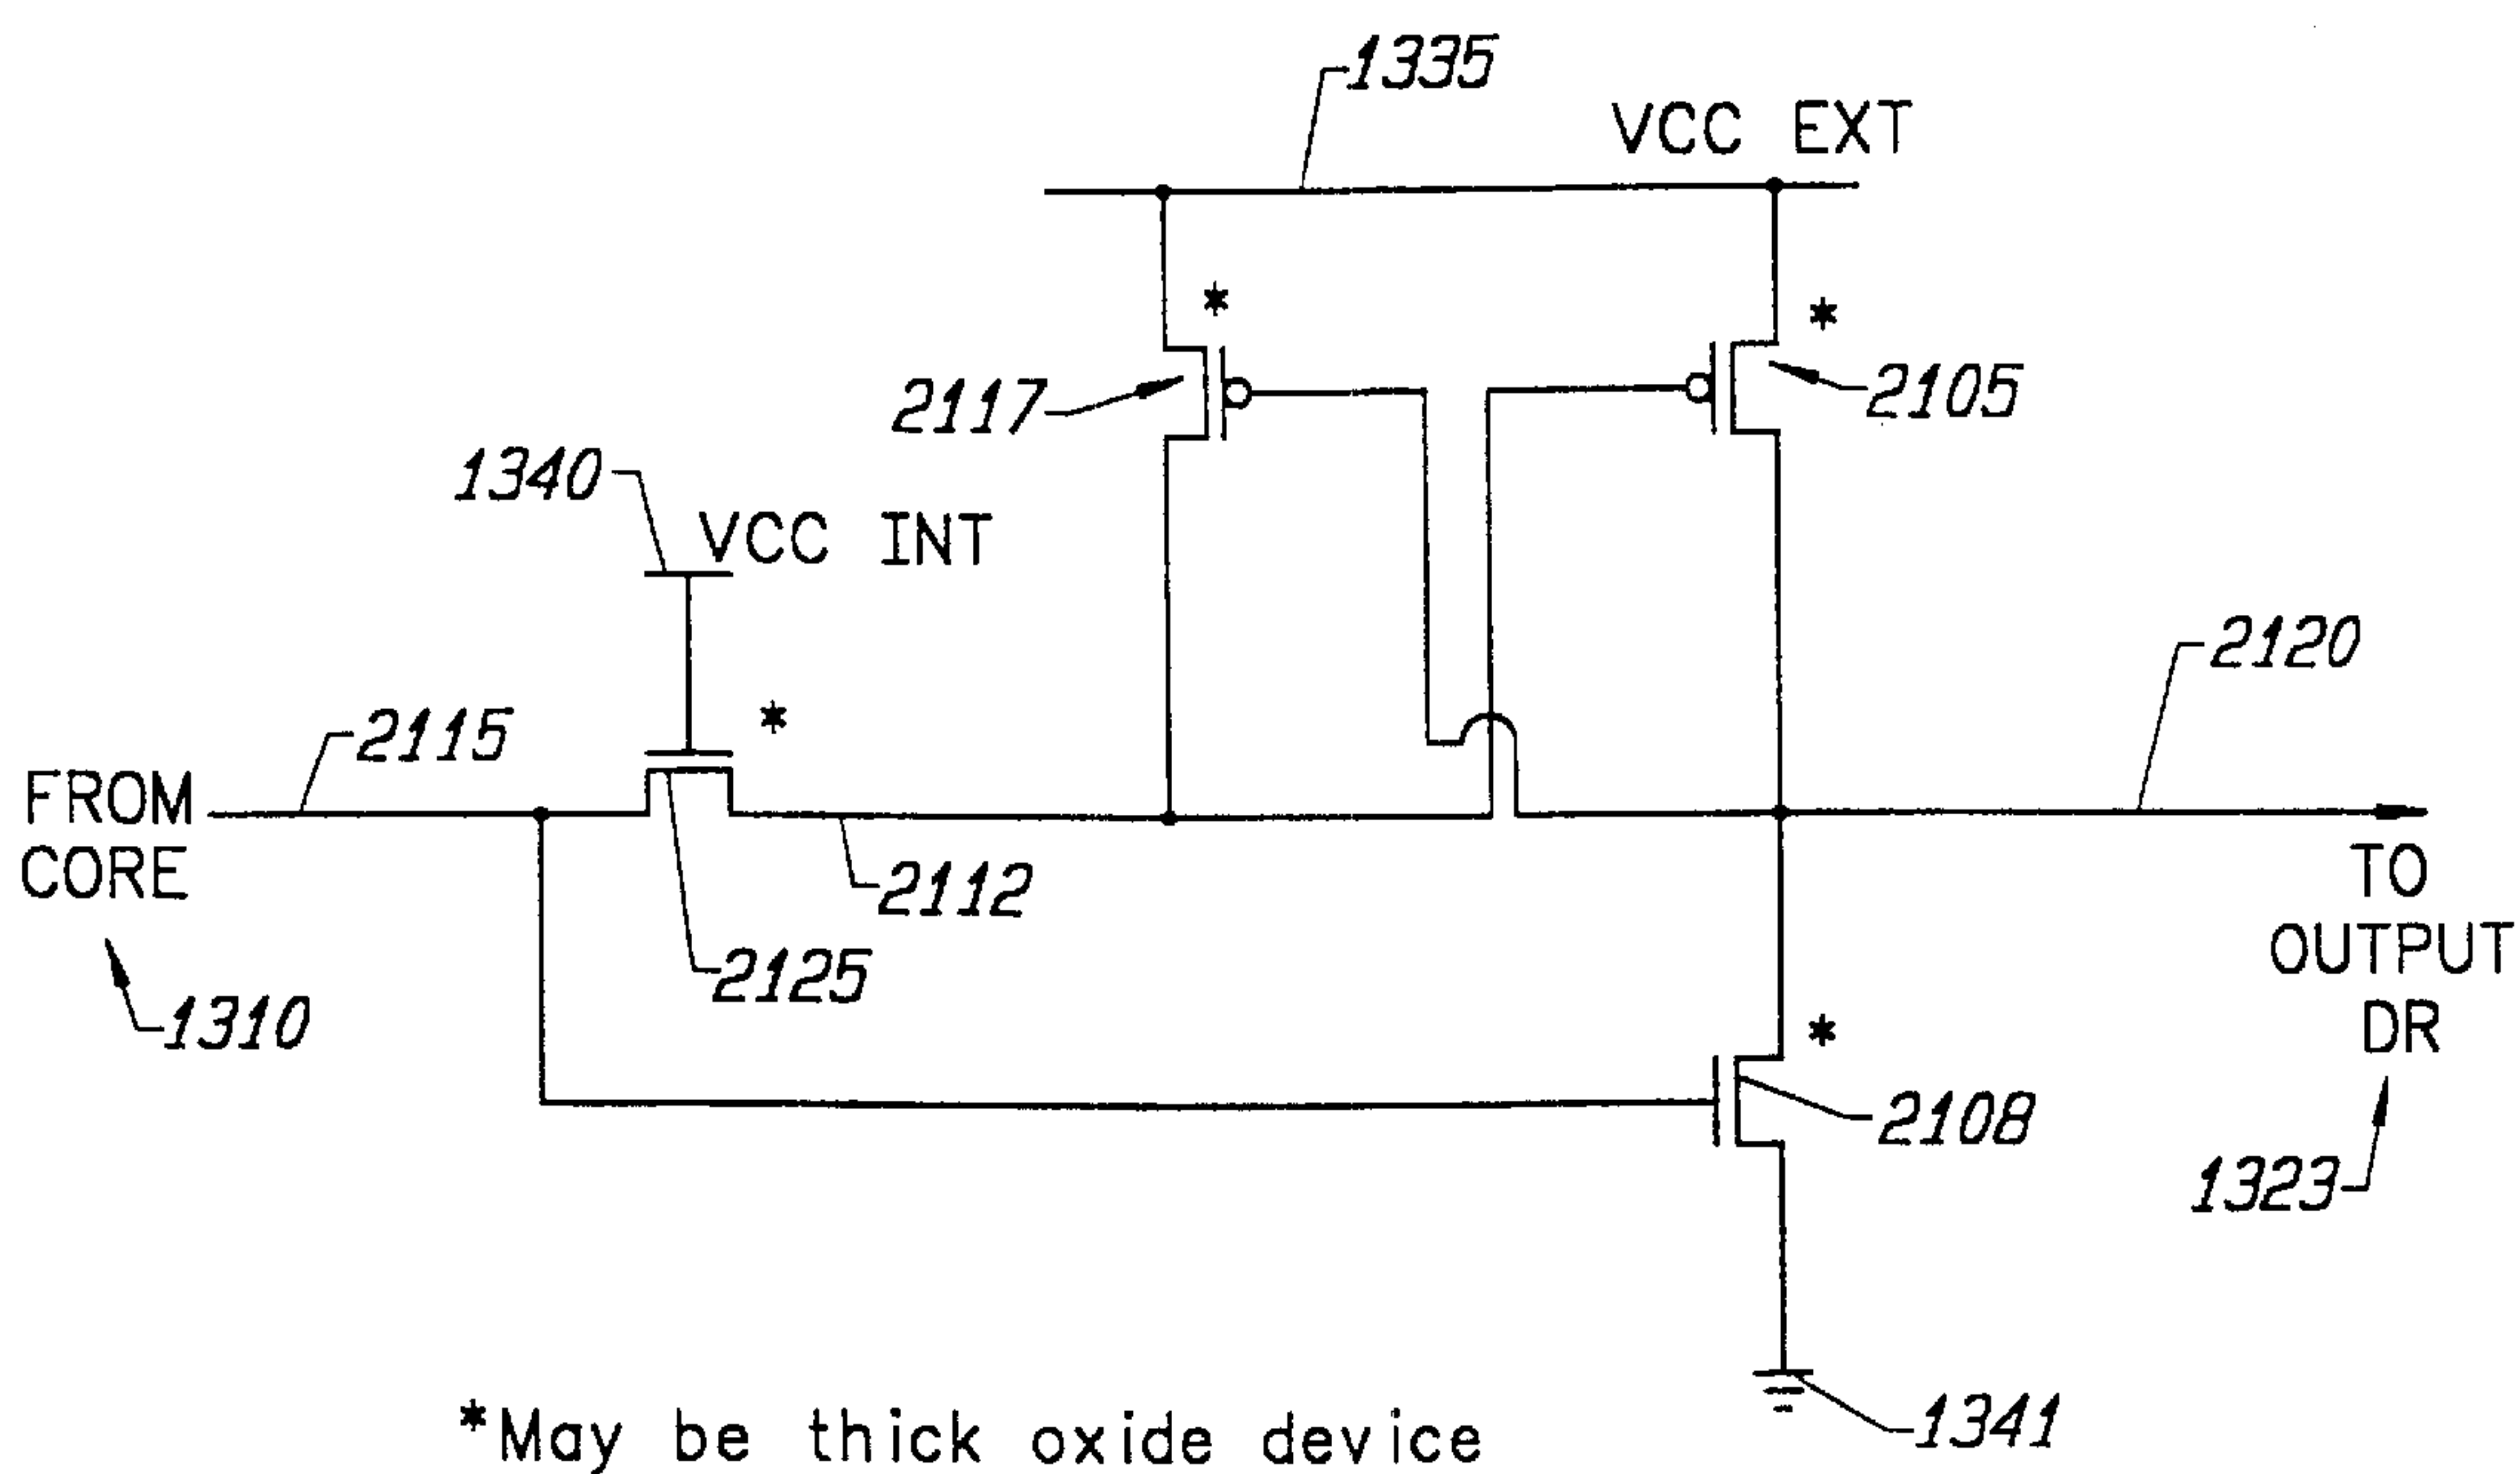 1335
VCC EXT
*
*
2117
2105
1340
VCC INT
2120
*
2115
FROM
CORE
2112
TO
OUTPUT
DR
2125
1310
*
2108
1323
1341
*May be thick oxide device